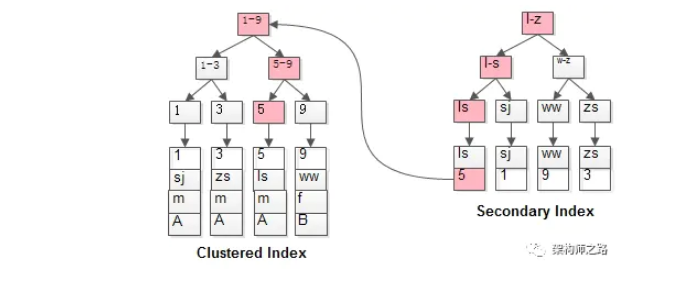 1-9
1-3
5-9
1
3
5
9
1
3
5
9
sj
zs
ls
ww
m
m
m
f
A
A
A
B
Clustered Index
l-z
l-s
w-z
ls
sj
ww
zs
ls
sj
ww
zs
5
1
9
3
Secondary Index
架构师之路